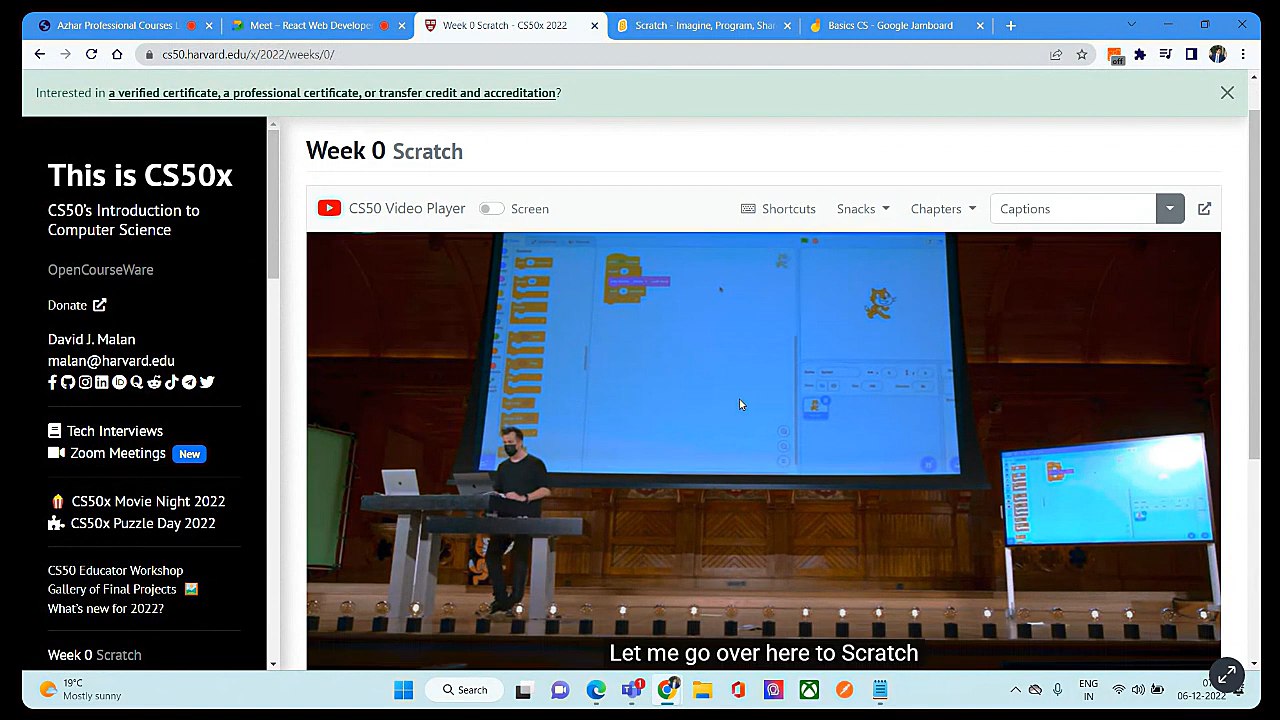 Azhar Professional Courses L
Meet – React Web Develope
Week 0 Scratch - CS50x 2022
Scratch - Imagine, Program, Sha
Basics CS - Google Jamboard
cs50.harvard.edu/x/2022/weeks/0/
off
Interested in a verified certificate, a professional certificate, or transfer credit and accreditation?
This is CS50x
CS50's Introduction to
Computer Science
OpenCourseWare
Donate
David J. Malan
malan@harvard.edu
Tech Interviews
Zoom Meetings New
CS50x Movie Night 2022
CS50x Puzzle Day 2022
CS50 Educator Workshop
Gallery of Final Projects
What's new for 2022?
Week 0 Scratch
Week 0 Scratch
CS50 Video Player
Screen
Shortcuts
Snacks
Chapters
Captions
Let me go over here to Scratch
19°C
Mostly sunny
Search
1
ENG
IN
06-12-2022